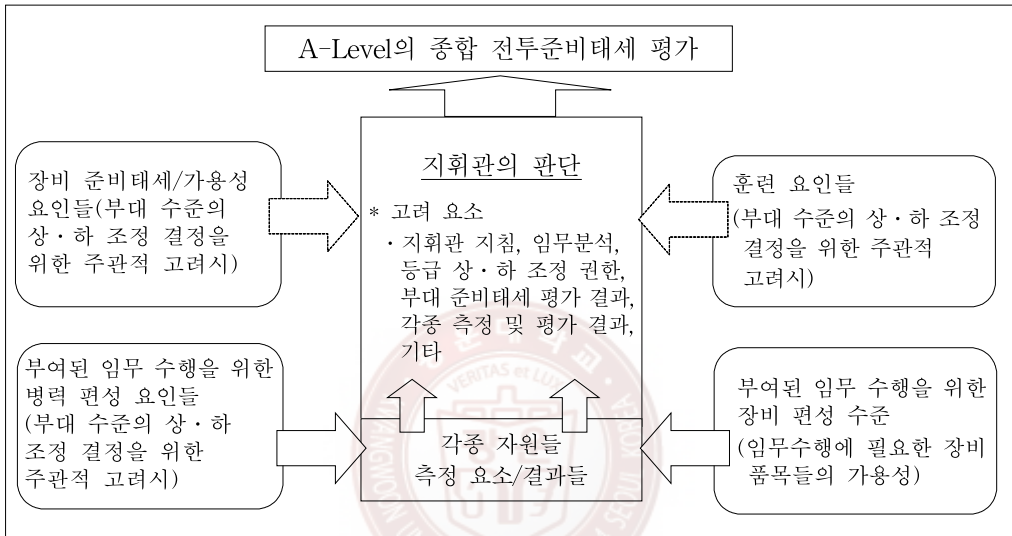 A-Level의 종합 전투준비태세 평가
장비 준비태세/가용성
요인들(부대 수준의
상·하 조정 결정을
위한 주관적 고려시)
지휘관의 판단
* 고려 요소
· 지휘관 지침, 임무분석,
등급 상·하 조정 권한,
부대 준비태세 평가 결과,
각종 측정 및 평가 결과,
기타
훈련 요인들
(부대 수준의 상·하 조정
결정을 위한 주관적
고려시)
부여된 임무 수행을 위한
병력 편성 요인들
(부대 수준의 상·하
조정 결정을 위한
주관적 고려시)
각종 자원들
측정 요소/결과들
부여된 임무 수행을 위한
장비 편성 수준
(임무수행에 필요한 장비
품목들의 가용성)
VERITAS et LUX